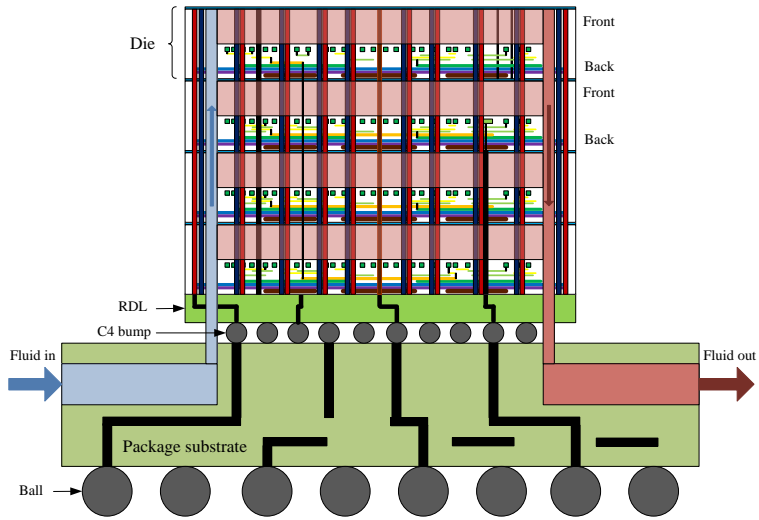 Front
Die
Back
Front
Back
RDL
C4 bump
Fluid in
Fluid out
Package substrate
Ball